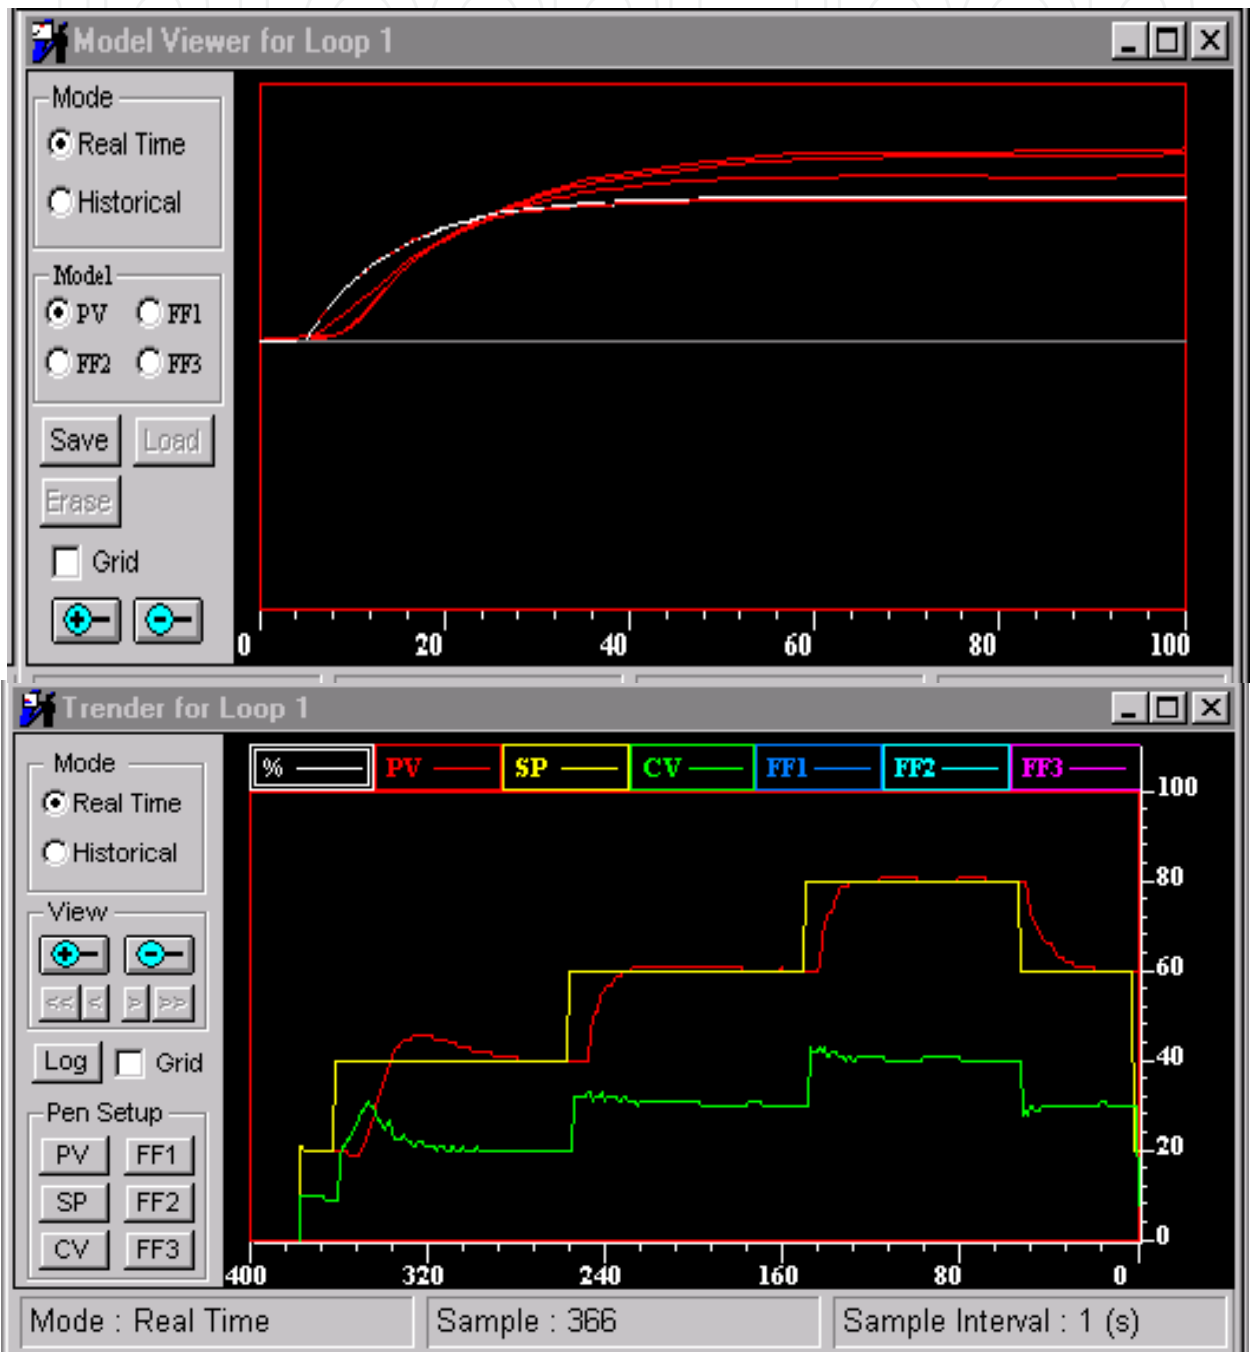 Model Viewer for Loop 1
Mode
Real Time
Historical
Model
PV FF1
FF2 FF3
Save Load
Erase
Grid
0 20 40 60 80 100
Trender for Loop 1
Mode
Real Time
Historical
View
<< < > >>
Log Grid
Pen Setup
PV FF1
SP FF2
CV FF3
% PV SP CV FF1 FF2 FF3
100
80
60
40
20
0
400 320 240 160 80 0
Mode : Real Time Sample : 366 Sample Interval : 1 (s)